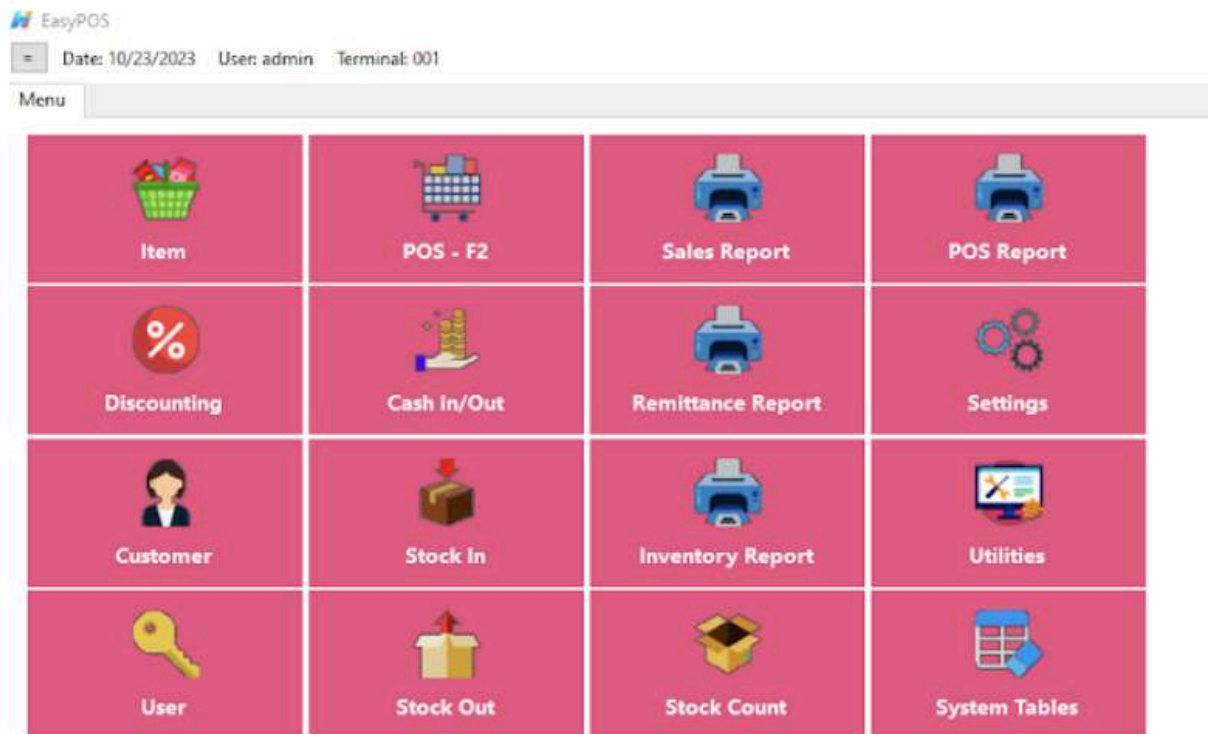 EasyPOS
= Date: 10/23/2023 User: admin Terminal: 001
Menu
Item POS - F2 Sales Report POS Report
Discounting Cash In/Out Remittance Report Settings
Customer Stock In Inventory Report Utilities
User Stock Out Stock Count System Tables